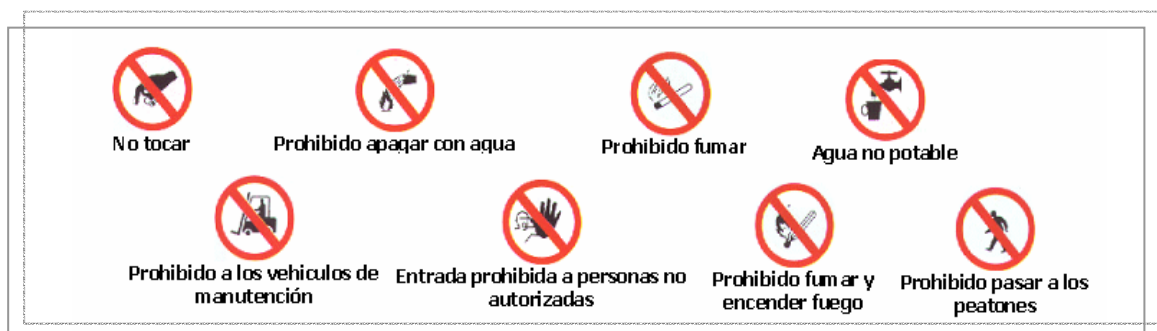 No tocar
Prohibido apagar con agua
Prohibido fumar
Agua no potable
Prohibido a los vehiculos de
manutención
Entrada prohibida a personas no
autorizadas
Prohibido fumar y
encender fuego
Prohibido pasar a los
peatones